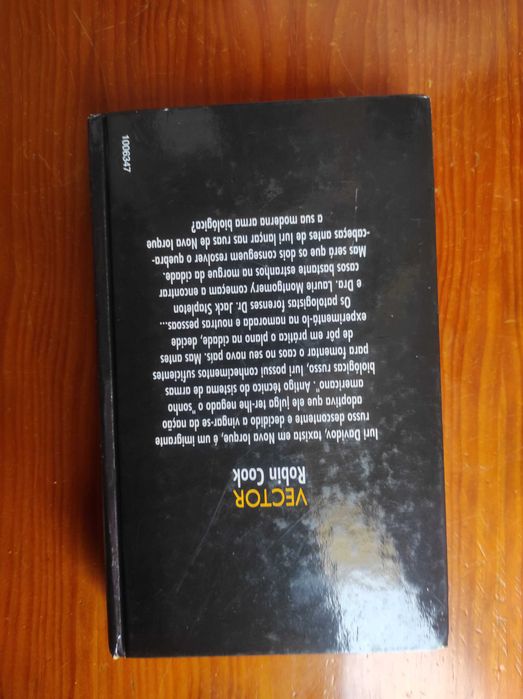 VECTOR
Robin Cook
Iuri Davidov, taxista em Nova Iorque, é um imigrante
russo descontente e decidido a vingar-se da nação
adoptiva que ele julga ter-lhe negado o "sonho
americano". Antigo técnico do sistema de armas
biológicas russo, Iuri possui conhecimentos suficientes
para fomentar o caos no seu novo país. Mas antes
de pôr em prática o plano na cidade, decide
experimentá-lo na namorada e noutras pessoas...
Os patologistas forenses Dr. Jack Stapleton
e Dra. Laurie Montgomery começam a encontrar
casos bastante estranhos na morgue da cidade.
Mas será que os dois conseguem resolver o quebra-
-cabeças antes de Iuri lançar nas ruas de Nova Iorque
a sua moderna arma biológica?
1006347